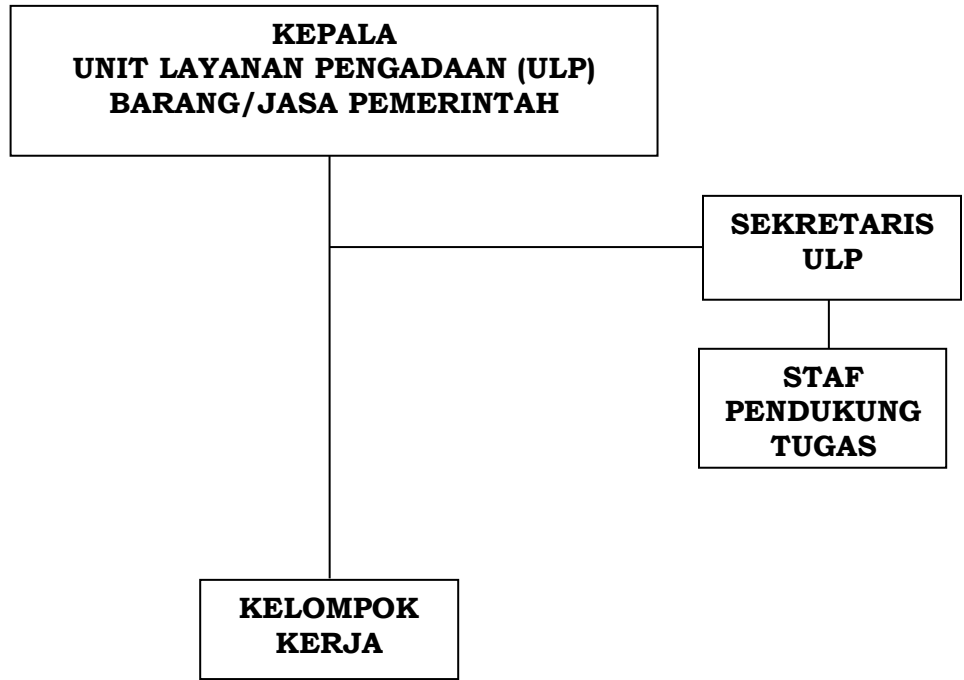 KEPALA
UNIT LAYANAN PENGADAAN (ULP)
BARANG/JASA PEMERINTAH
SEKRETARIS
ULP
STAF
PENDUKUNG
TUGAS
KELOMPOK
KERJA